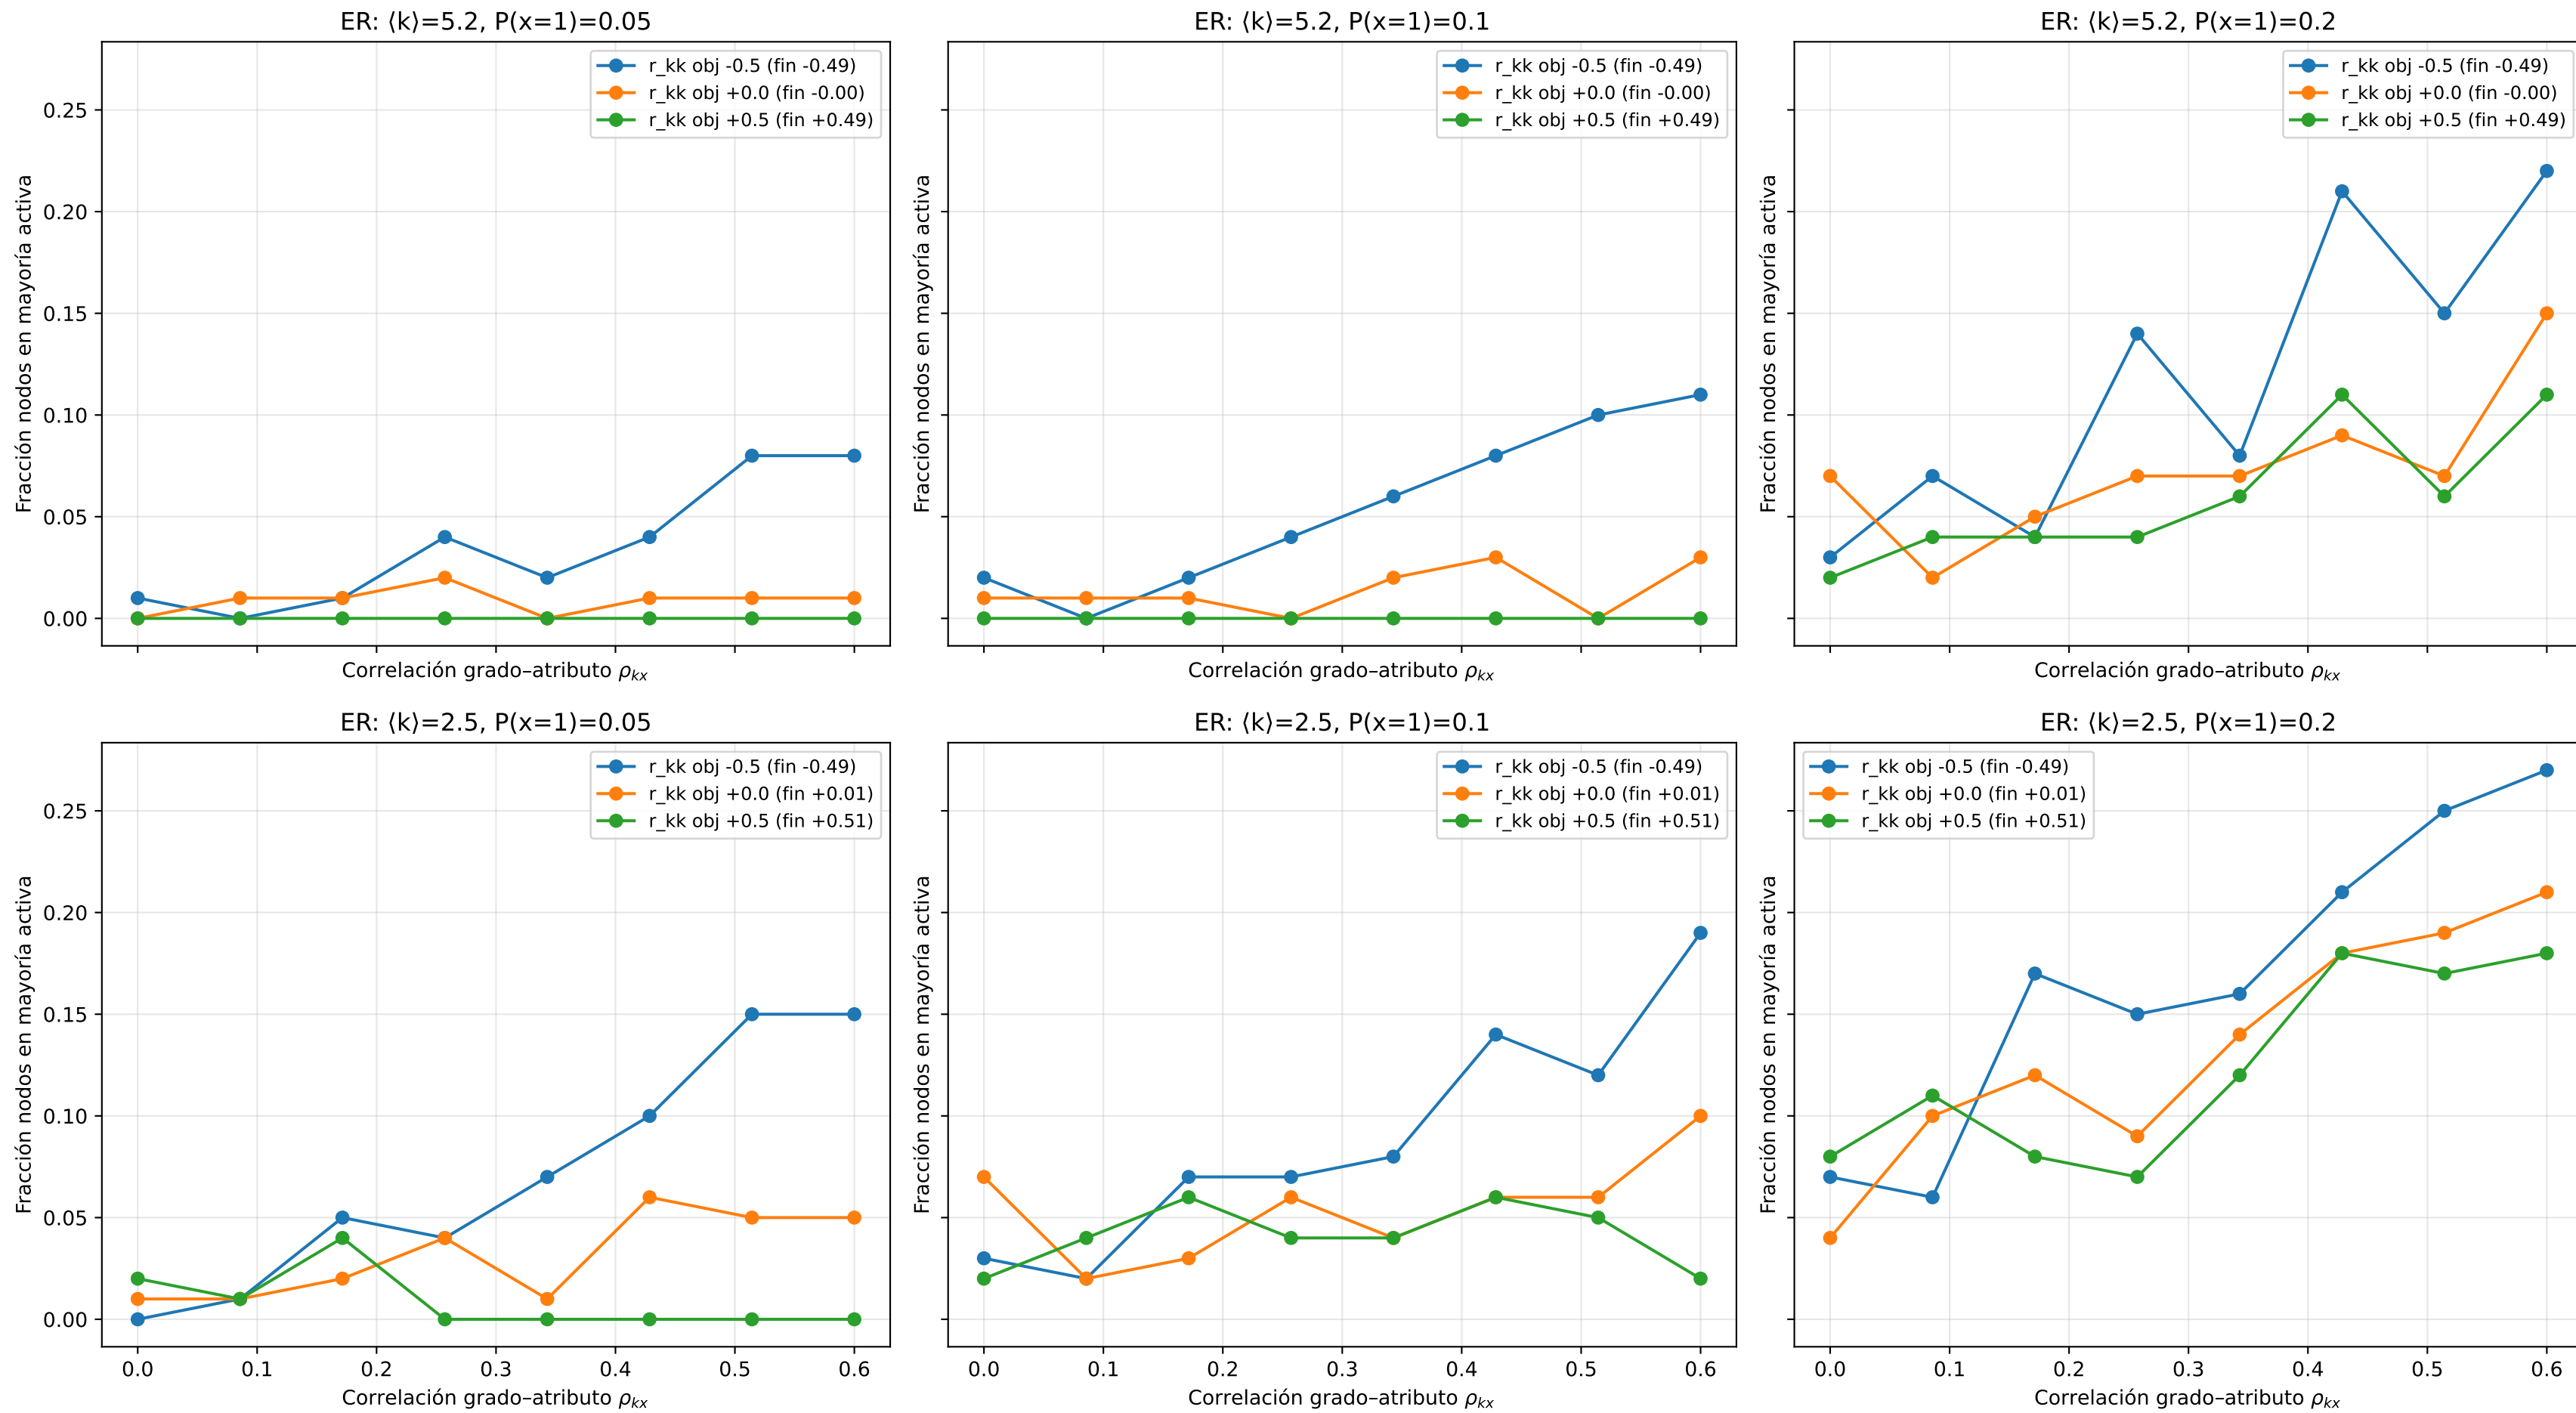 ER: ⟨k⟩=5.2, P(x=1)=0.05
r_kk obj -0.5 (fin -0.49)
r_kk obj +0.0 (fin -0.00)
r_kk obj +0.5 (fin +0.49)
Fracción nodos en mayoría activa
0.25
0.20
0.15
0.10
0.05
0.00
Correlación grado–atributo ρkx
ER: ⟨k⟩=5.2, P(x=1)=0.1
r_kk obj -0.5 (fin -0.49)
r_kk obj +0.0 (fin -0.00)
r_kk obj +0.5 (fin +0.49)
Fracción nodos en mayoría activa
Correlación grado–atributo ρkx
ER: ⟨k⟩=5.2, P(x=1)=0.2
r_kk obj -0.5 (fin -0.49)
r_kk obj +0.0 (fin -0.00)
r_kk obj +0.5 (fin +0.49)
Fracción nodos en mayoría activa
Correlación grado–atributo ρkx
ER: ⟨k⟩=2.5, P(x=1)=0.05
r_kk obj -0.5 (fin -0.49)
r_kk obj +0.0 (fin +0.01)
r_kk obj +0.5 (fin +0.51)
Fracción nodos en mayoría activa
0.25
0.20
0.15
0.10
0.05
0.00
0.0 0.1 0.2 0.3 0.4 0.5 0.6
Correlación grado–atributo ρkx
ER: ⟨k⟩=2.5, P(x=1)=0.1
r_kk obj -0.5 (fin -0.49)
r_kk obj +0.0 (fin +0.01)
r_kk obj +0.5 (fin +0.51)
Fracción nodos en mayoría activa
0.0 0.1 0.2 0.3 0.4 0.5 0.6
Correlación grado–atributo ρkx
ER: ⟨k⟩=2.5, P(x=1)=0.2
r_kk obj -0.5 (fin -0.49)
r_kk obj +0.0 (fin +0.01)
r_kk obj +0.5 (fin +0.51)
Fracción nodos en mayoría activa
0.0 0.1 0.2 0.3 0.4 0.5 0.6
Correlación grado–atributo ρkx